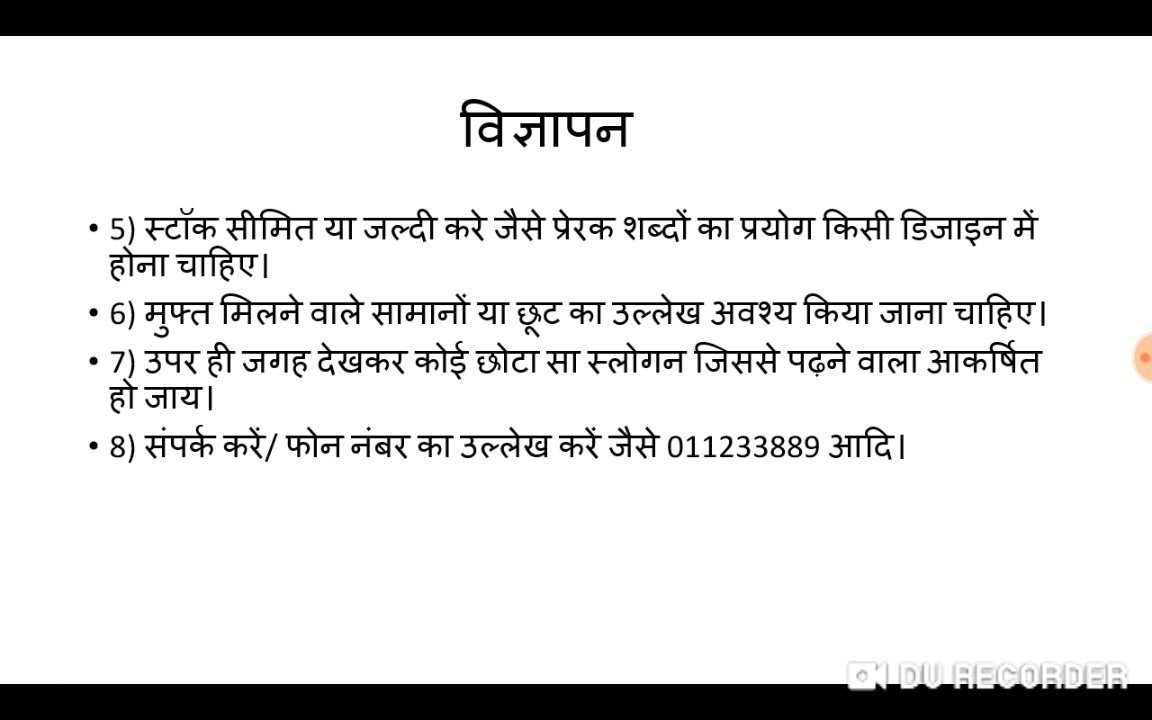 विज्ञापन
• 5) स्टॉक सीमित या जल्दी करे जैसे प्रेरक शब्दों का प्रयोग किसी डिजाइन में
होना चाहिए।
• 6) मुफ्त मिलने वाले सामानों या छूट का उल्लेख अवश्य किया जाना चाहिए।
• 7) उपर ही जगह देखकर कोई छोटा सा स्लोगन जिससे पढ़ने वाला आकर्षित
हो जाय।
• 8) संपर्क करें/ फोन नंबर का उल्लेख करें जैसे 011233889 आदि।
DU RECORDER